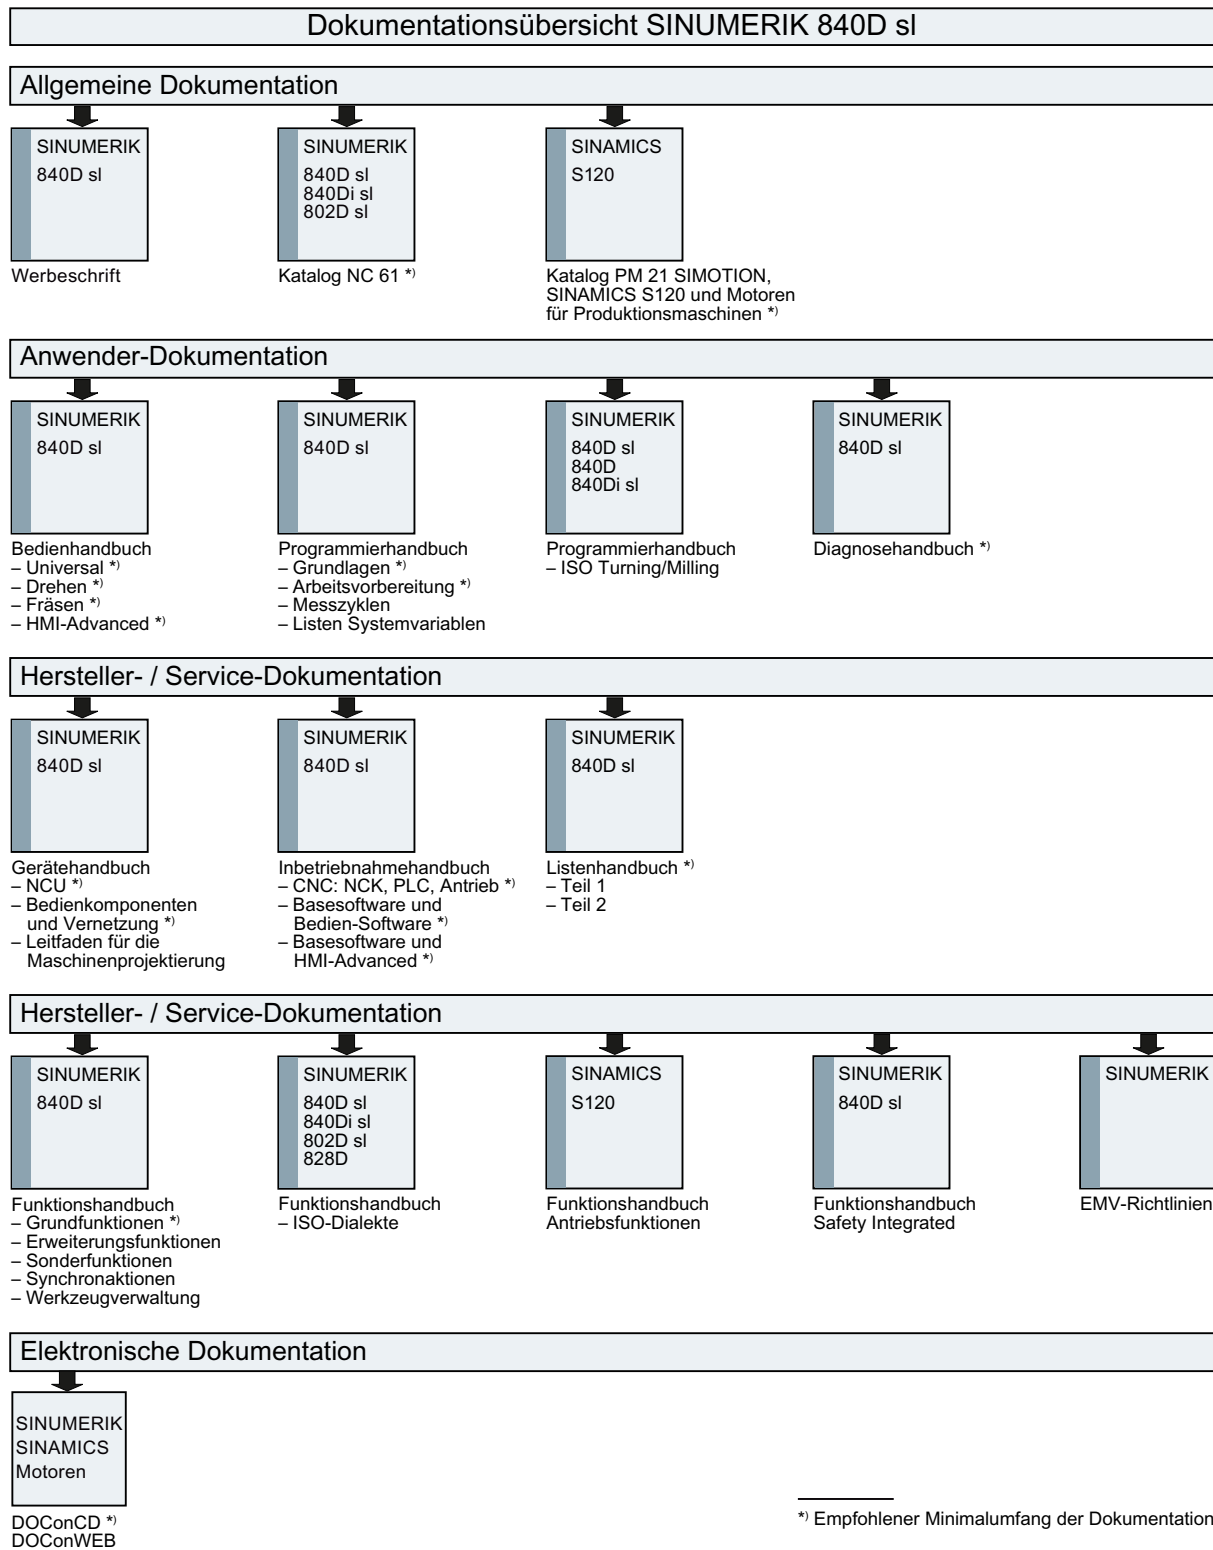 Dokumentationsübersicht SINUMERIK 840D sl
Allgemeine Dokumentation
SINUMERIK
840D sl
Werbeschrift
SINUMERIK
840D sl
840Di sl
802D sl
Katalog NC 61 *)
SINAMICS
S120
Katalog PM 21 SIMOTION,
SINAMICS S120 und Motoren
für Produktionsmaschinen *)
Anwender-Dokumentation
SINUMERIK
840D sl
Bedienhandbuch
– Universal *)
– Drehen *)
– Fräsen *)
– HMI-Advanced *)
SINUMERIK
840D sl
Programmierhandbuch
– Grundlagen *)
– Arbeitsvorbereitung *)
– Messzyklen
– Listen Systemvariablen
SINUMERIK
840D sl
840D
840Di sl
Programmierhandbuch
– ISO Turning/Milling
SINUMERIK
840D sl
Diagnosehandbuch *)
Hersteller- / Service-Dokumentation
SINUMERIK
840D sl
Gerätehandbuch
– NCU *)
– Bedienkomponenten
und Vernetzung *)
– Leitfaden für die
Maschinenprojektierung
SINUMERIK
840D sl
Inbetriebnahmehandbuch
– CNC: NCK, PLC, Antrieb *)
– Basesoftware und
Bedien-Software *)
– Basesoftware und
HMI-Advanced *)
SINUMERIK
840D sl
Listenhandbuch *)
– Teil 1
– Teil 2
Hersteller- / Service-Dokumentation
SINUMERIK
840D sl
Funktionshandbuch
– Grundfunktionen *)
– Erweiterungsfunktionen
– Sonderfunktionen
– Synchronaktionen
– Werkzeugverwaltung
SINUMERIK
840D sl
840Di sl
802D sl
828D
Funktionshandbuch
– ISO-Dialekte
SINAMICS
S120
Funktionshandbuch
Antriebsfunktionen
SINUMERIK
840D sl
Funktionshandbuch
Safety Integrated
SINUMERIK
EMV-Richtlinien
Elektronische Dokumentation
SINUMERIK
SINAMICS
Motoren
DOConCD *)
DOConWEB
*) Empfohlener Minimalumfang der Dokumentation